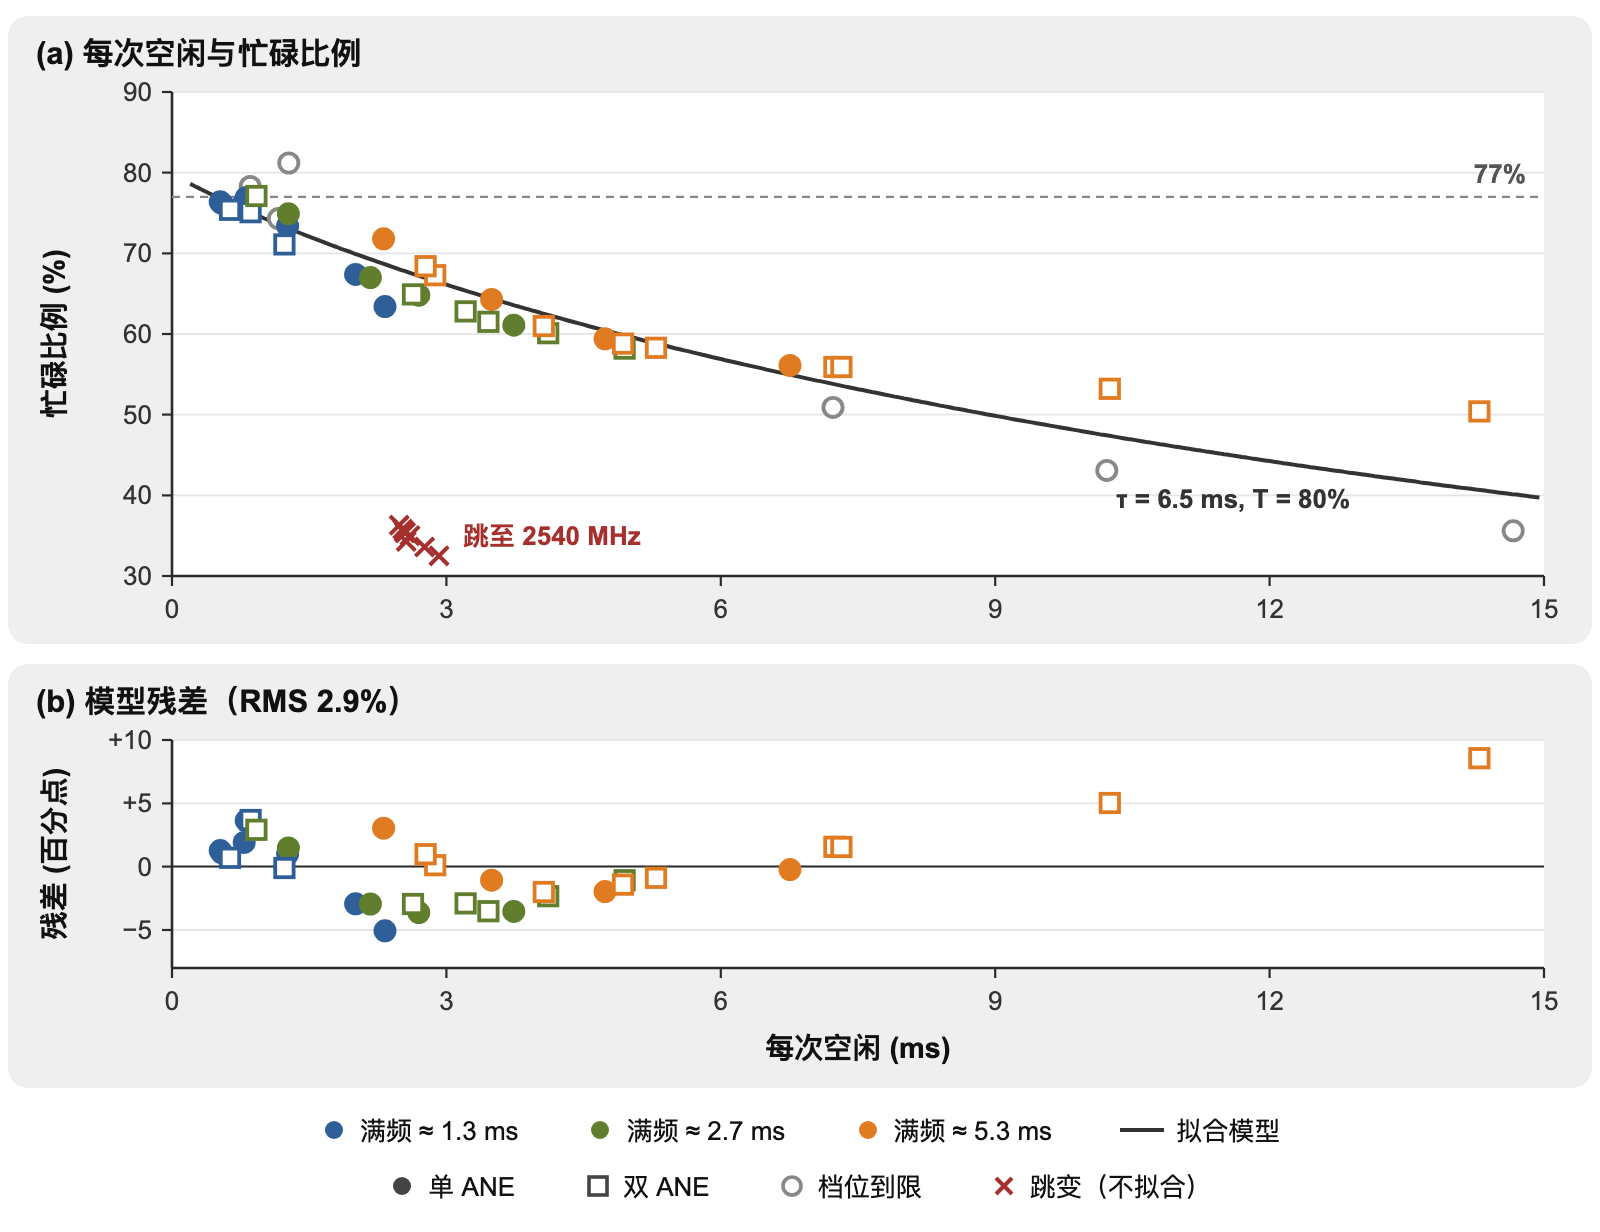 (a) 每次空闲与忙碌比例
忙碌比例 (%)
90
80
70
60
50
40
30
77%
τ = 6.5 ms, T = 80%
跳至 2540 MHz
0 3 6 9 12 15
(b) 模型残差（RMS 2.9%）
残差 (百分点)
+10
+5
0
−5
0 3 6 9 12 15
每次空闲 (ms)
满频 ≈ 1.3 ms 满频 ≈ 2.7 ms 满频 ≈ 5.3 ms 拟合模型
单 ANE 双 ANE 档位到限 跳变（不拟合）